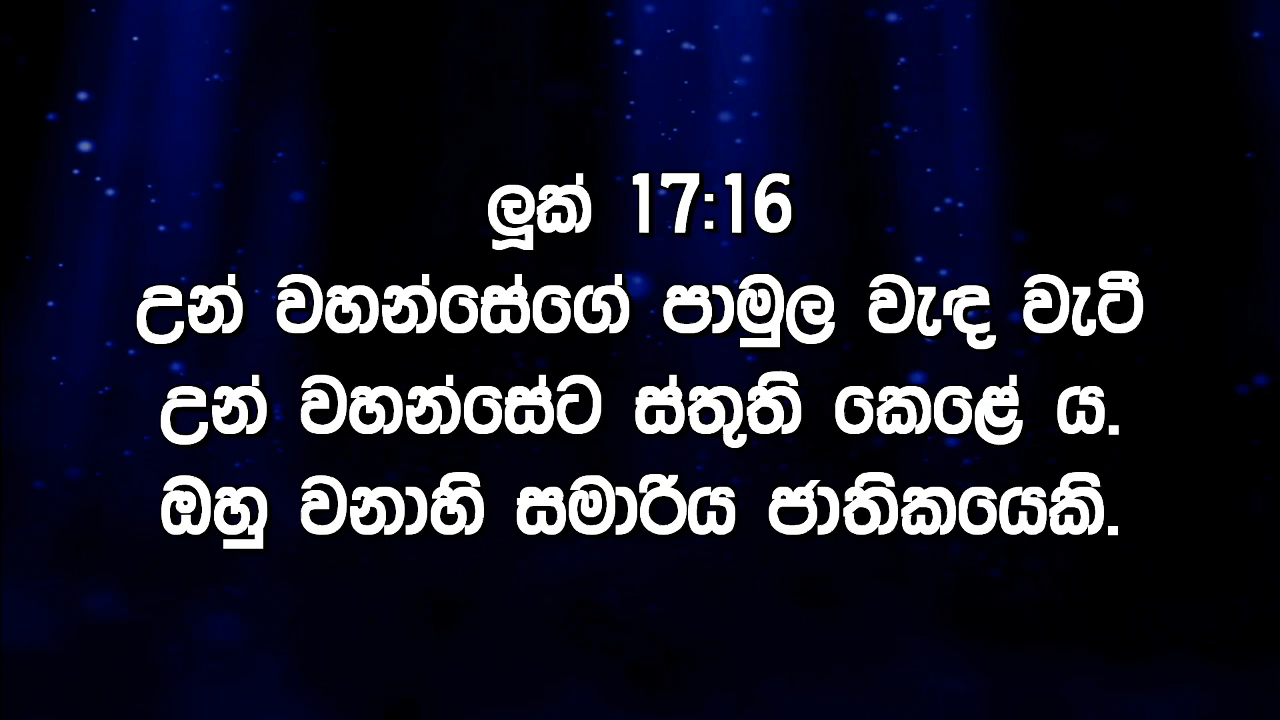 ලූක් 17:16
උන් වහන්සේගේ පාමුල වැඳ වැටී
උන් වහන්සේට ස්තුති කෙළේ ය.
ඔහු වනාහි සමාරිය ජාතිකයෙකි.